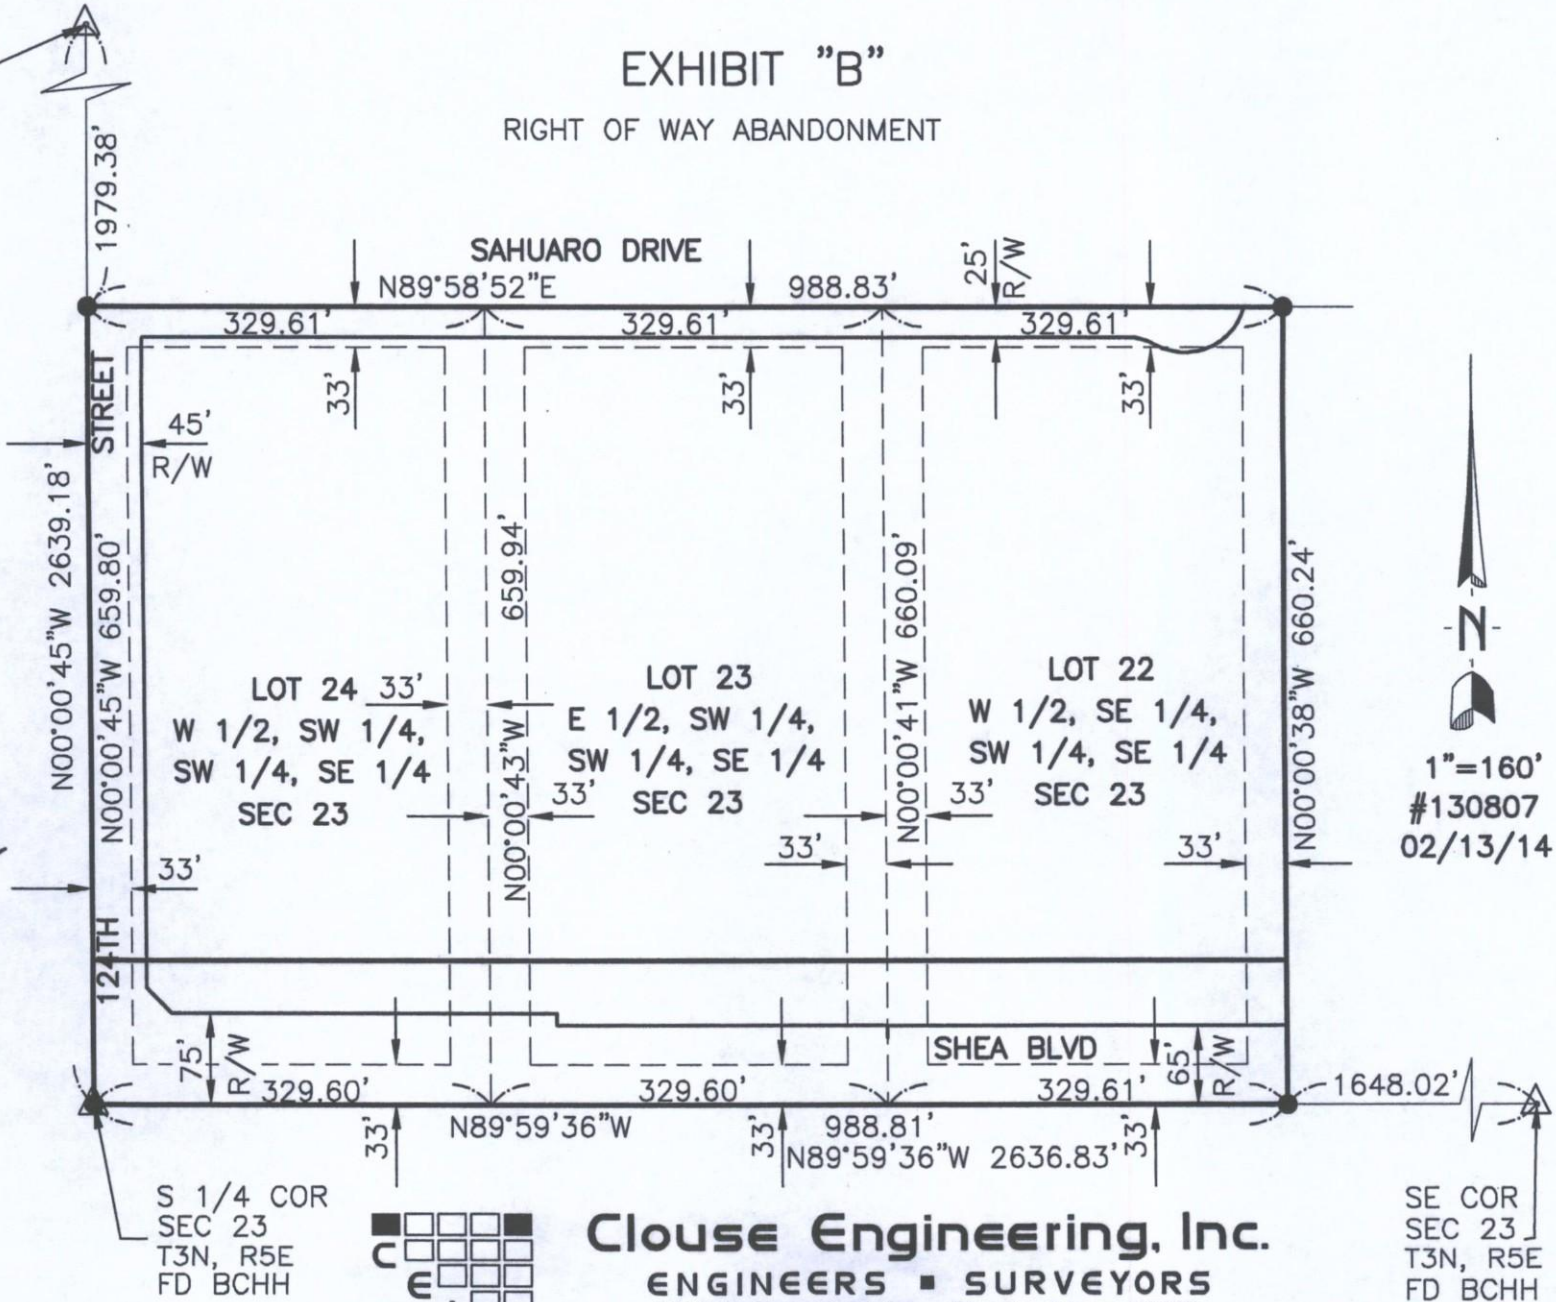 EXHIBIT "B"
RIGHT OF WAY ABANDONMENT
1979.38'
SAHUARO DRIVE
N89°58'52"E
988.83'
25'
R/W
329.61'
329.61'
329.61'
33'
33'
33'
STREET
45'
R/W
N00°00'45"W 2639.18'
N00°00'45"W 659.80'
659.94'
N00°00'43"W
N00°00'41"W 660.09'
N00°00'38"W 660.24'
LOT 24
W 1/2, SW 1/4,
SW 1/4, SE 1/4
SEC 23
33'
33'
LOT 23
E 1/2, SW 1/4,
SW 1/4, SE 1/4
SEC 23
33'
33'
LOT 22
W 1/2, SE 1/4,
SW 1/4, SE 1/4
SEC 23
33'
N
1"=160'
#130807
02/13/14
33'
124TH
75'
R/W
SHEA BLVD
65'
R/W
329.60'
329.60'
329.61'
1648.02'
33'
N89°59'36"W
33'
988.81'
N89°59'36"W 2636.83'
33'
S 1/4 COR
SEC 23
T3N, R5E
FD BCHH
C
E
Clouse Engineering, Inc.
ENGINEERS ▪ SURVEYORS
SE COR
SEC 23
T3N, R5E
FD BCHH